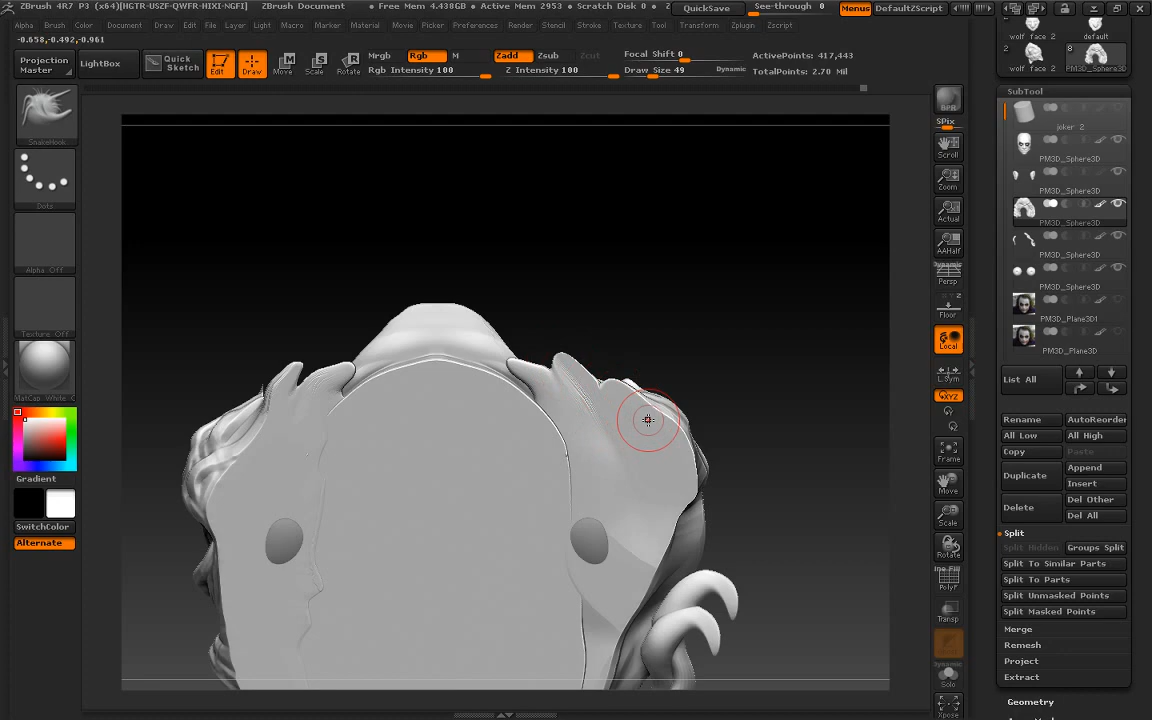 ZBrush 4R7 P3 (x64)[HGTR-USZF-QWFR-HIXI-NGFI] ZBrush Document • Free Mem 4.438GB • Active Mem 2953 • Scratch Disk 0 • Z QuickSave See-through 0 Menus DefaultZScript
Alpha Brush Color Document Draw Edit File Layer Light Macro Marker Material Movie Picker Preferences Render Stencil Stroke Texture Tool Transform Zplugin Zscript
-0.658,-0.492,-0.961
Projection Master
LightBox
Quick Sketch
Edit
Draw
Move
Scale
Rotate
Mrgb Rgb M Zadd Zsub Zcut
Rgb Intensity 100 Z Intensity 100
Focal Shift 0
Draw Size 49 Dynamic
ActivePoints: 417,443
TotalPoints: 2.70 Mil
SnakeHook
Dots
Alpha Off
Texture Off
MatCap White C
Gradient
SwitchColor
Alternate
BPR
SPix
Scroll
Zoom
Actual
AAHalf
Dynamic
Persp
Floor
Local
L.Sym
XYZ
Frame
Move
Scale
Rotate
Line Fill
PolyF
Transp
Dynamic
Solo
Xpose
wolf face 2 default
2 8
wolf face 2 PM3D_Sphere3D
SubTool
joker 2
PM3D_Sphere3D
PM3D_Sphere3D
PM3D_Sphere3D
PM3D_Sphere3D
PM3D_Sphere3D
PM3D_Plane3D1
PM3D_Plane3D
List All
Rename AutoReorder
All Low All High
Copy Paste
Duplicate Append
Insert
Delete Del Other
Del All
Split
Split Hidden Groups Split
Split To Similar Parts
Split To Parts
Split Unmasked Points
Split Masked Points
Merge
Remesh
Project
Extract
Geometry